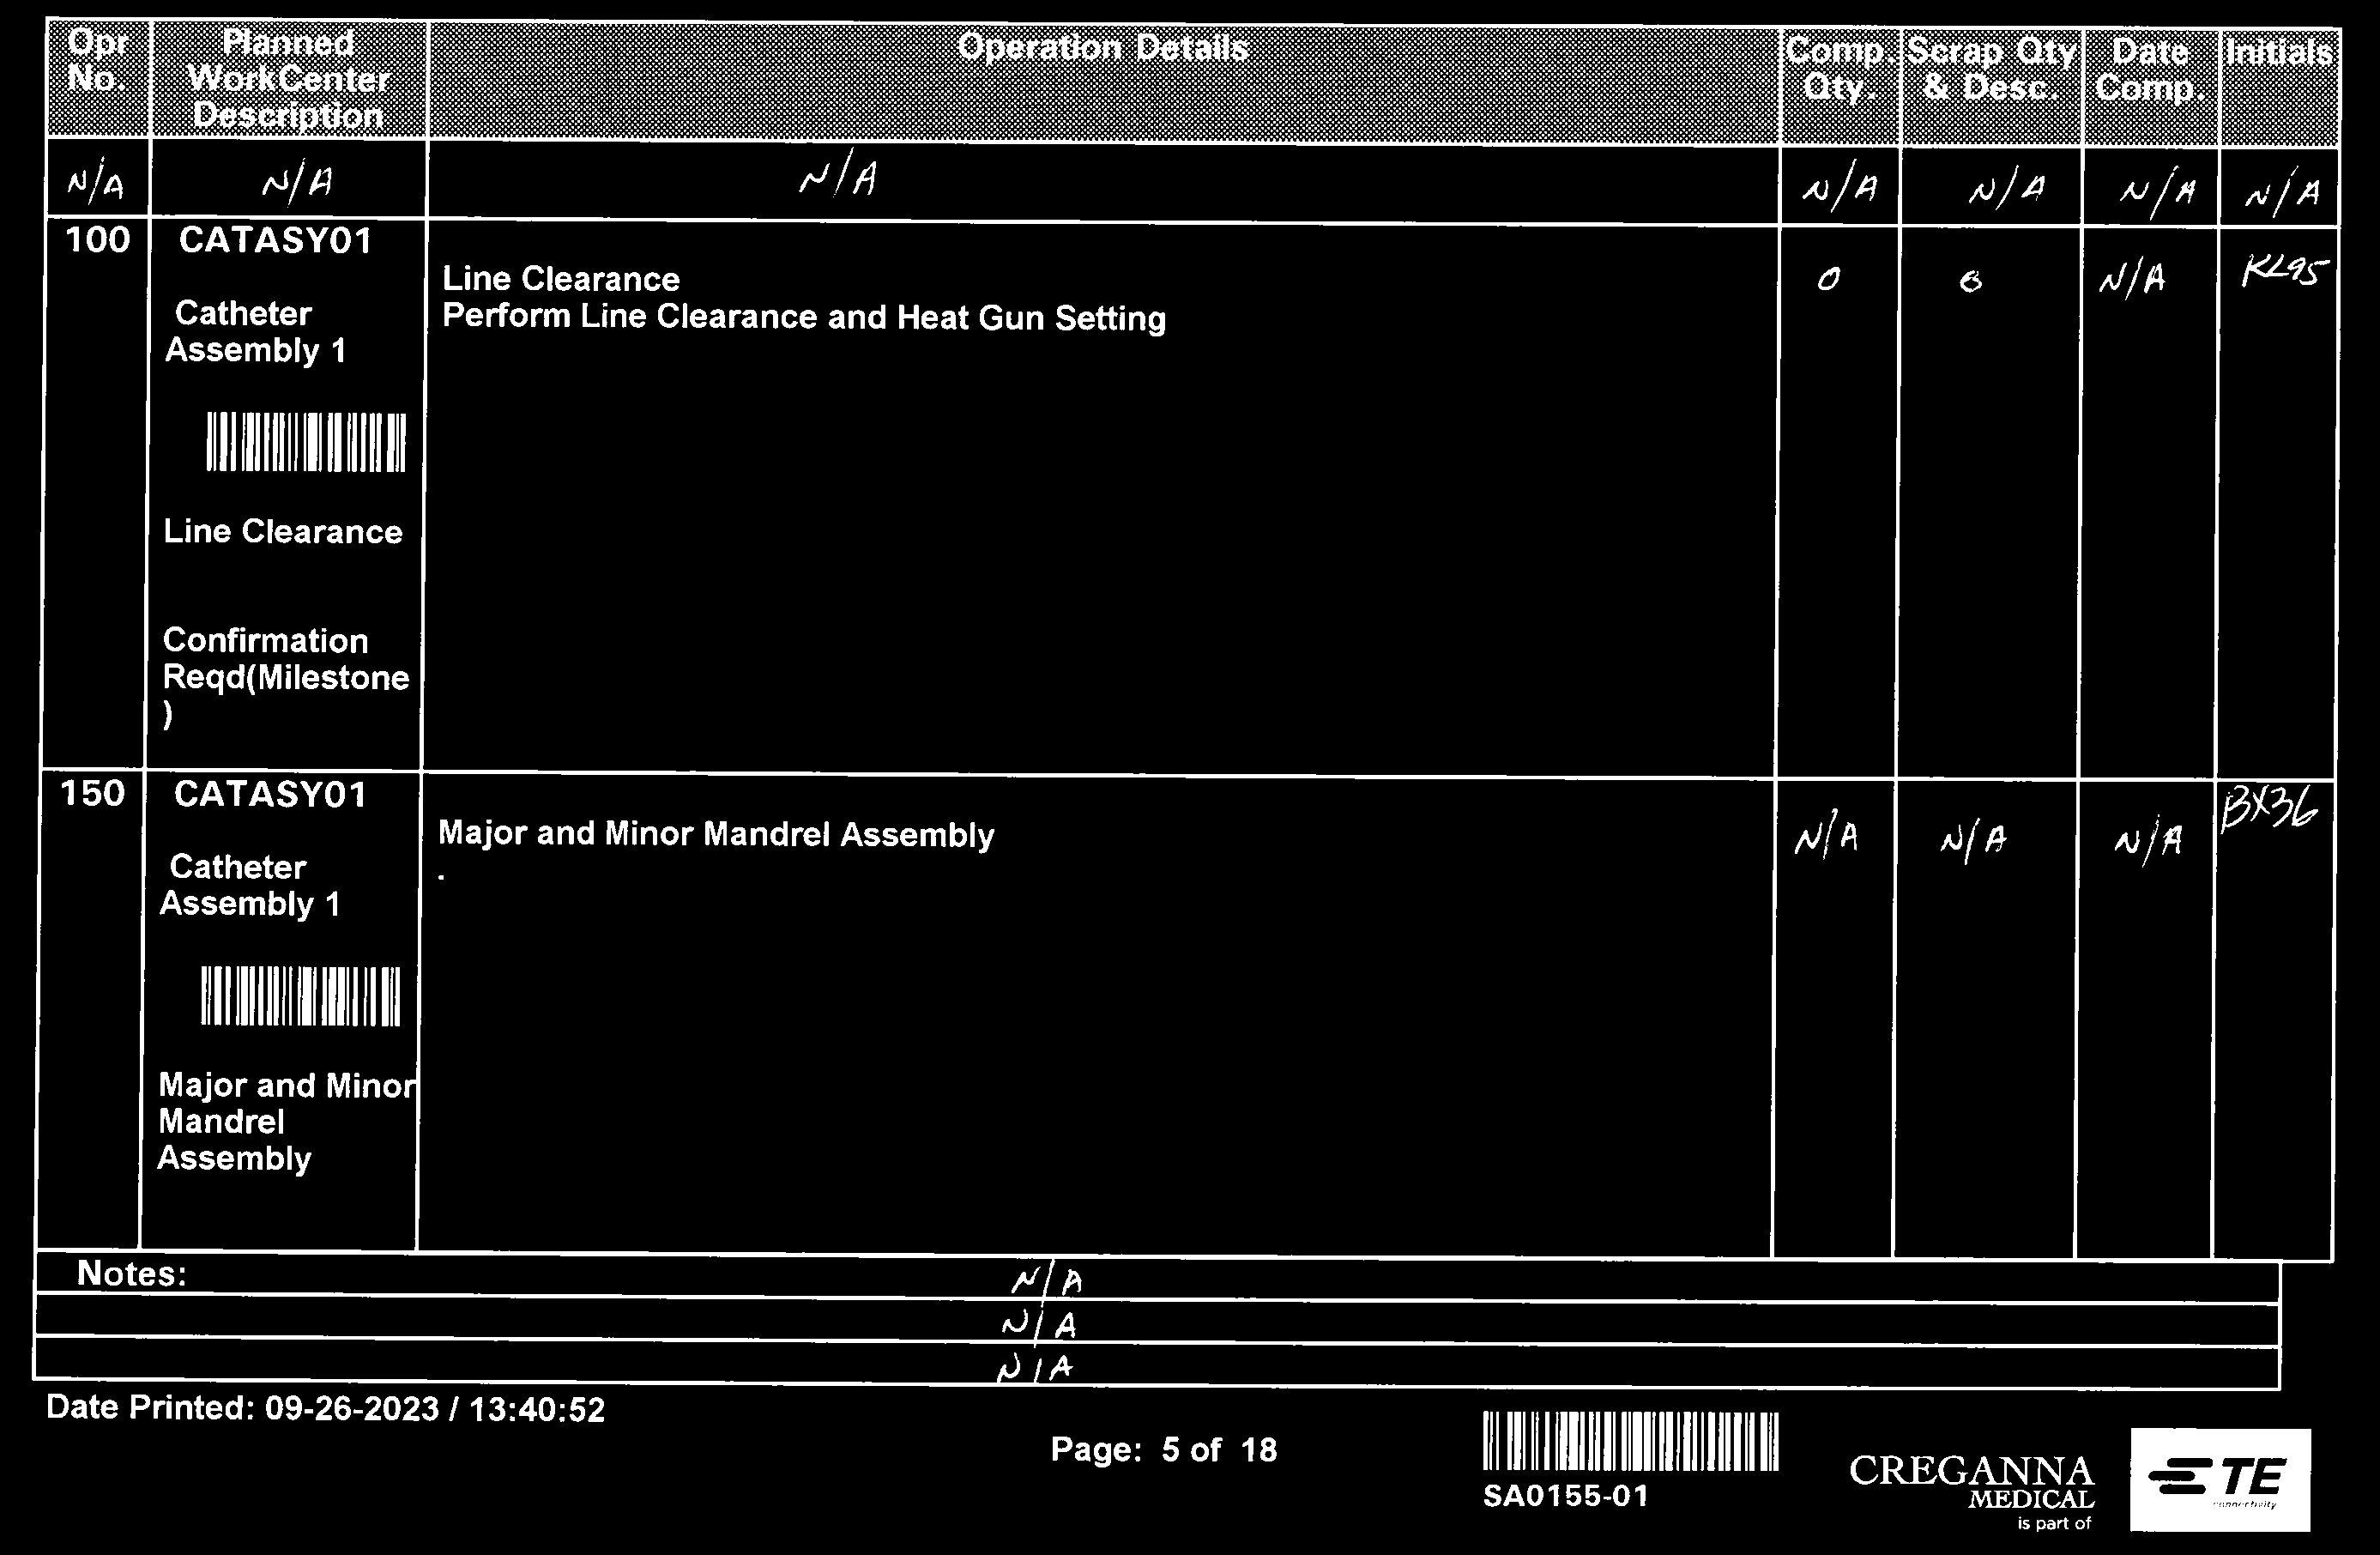 Opr No. Planned WorkCenter Description Operation Details Comp. Qty. Scrap Qty & Desc. Date Comp. Initials
N/A N/A N/A N/A N/A N/A N/A
100 CATASY01
Line Clearance 0 N/A KL95
Catheter Perform Line Clearance and Heat Gun Setting
Assembly 1
Line Clearance
Confirmation
Reqd(Milestone
)
150 CATASY01 BX36
Major and Minor Mandrel Assembly N/A N/A N/A
Catheter .
Assembly 1
Major and Minor
Mandrel
Assembly
Notes: N/A
N/A
N/A
Date Printed: 09-26-2023 / 13:40:52
Page: 5 of 18
SA0155-01
CREGANNA
MEDICAL
is part of
TE
connectivity